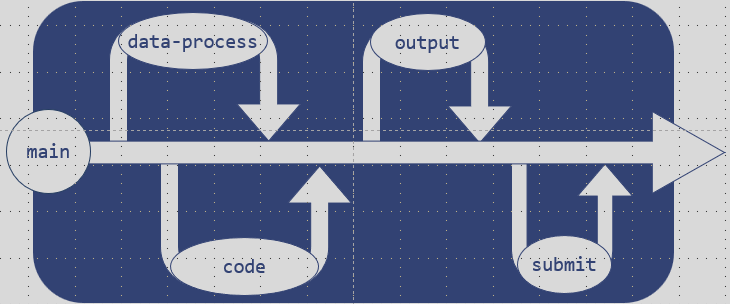 data-process
output
main
code
submit